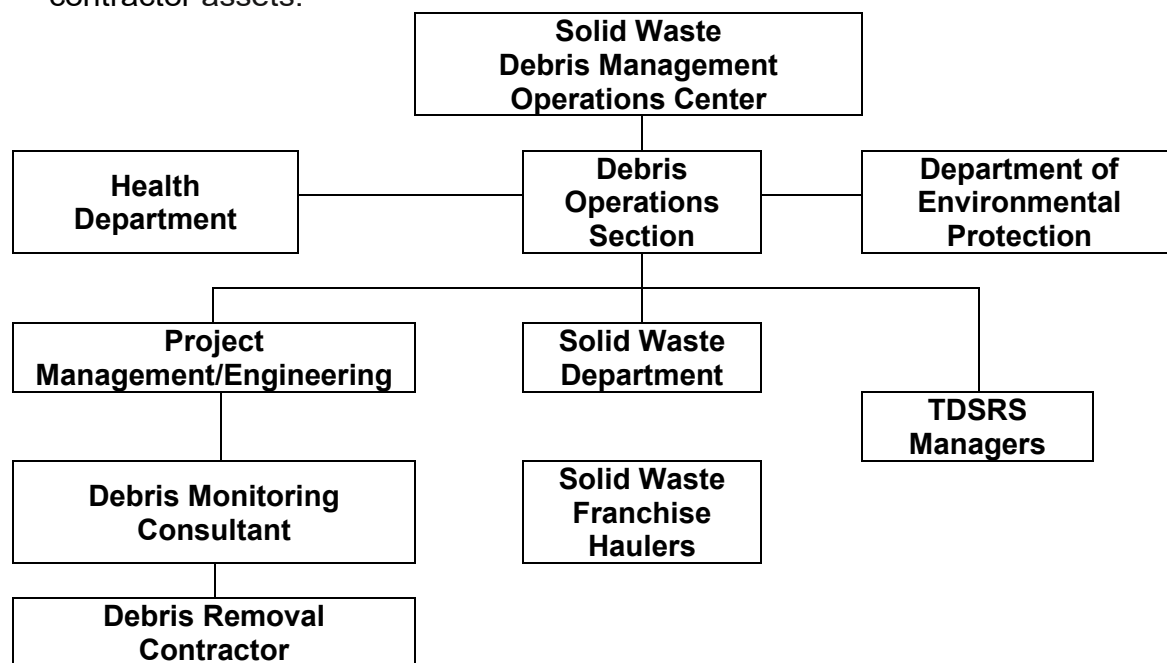 contractor assets.
Solid Waste
Debris Management
Operations Center
Health
Department
Debris
Operations
Section
Department of
Environmental
Protection
Project
Management/Engineering
Solid Waste
Department
TDSRS
Managers
Debris Monitoring
Consultant
Solid Waste
Franchise
Haulers
Debris Removal
Contractor